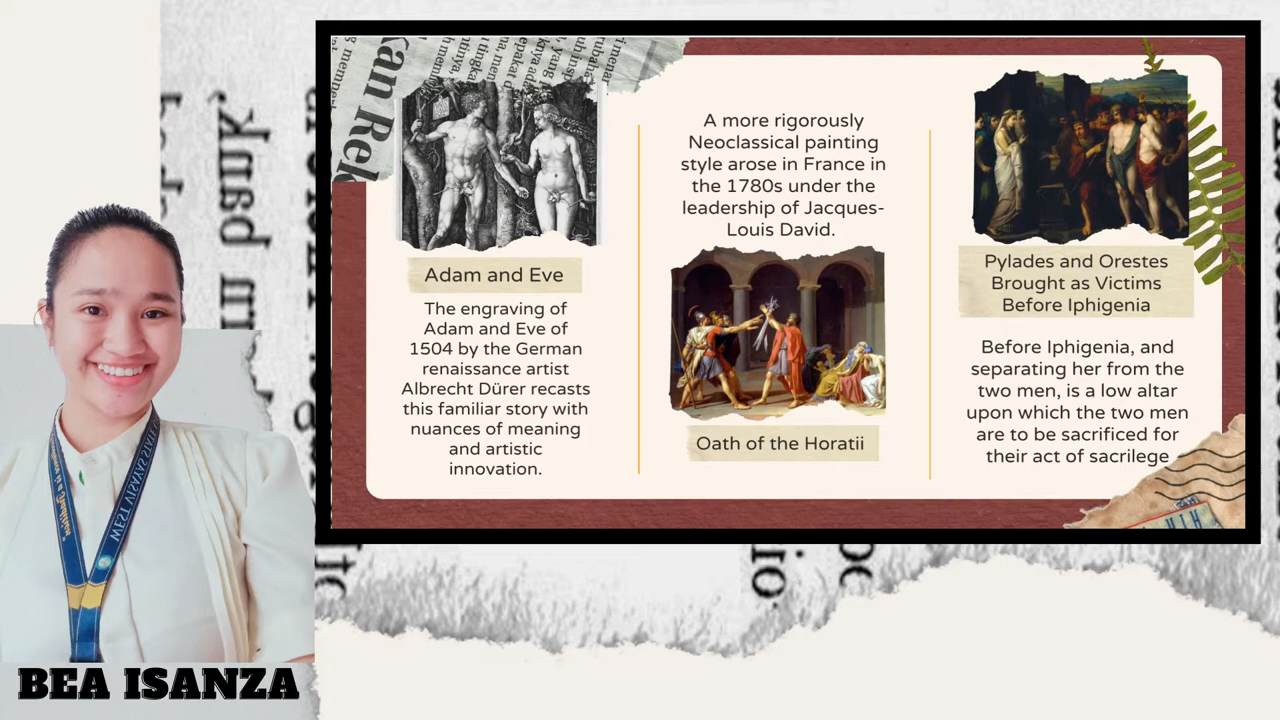 Adam and Eve
The engraving of
Adam and Eve of
1504 by the German
renaissance artist
Albrecht Dürer recasts
this familiar story with
nuances of meaning
and artistic
innovation.
A more rigorously
Neoclassical painting
style arose in France in
the 1780s under the
leadership of Jacques-
Louis David.
Oath of the Horatii
Pylades and Orestes
Brought as Victims
Before Iphigenia
Before Iphigenia, and
separating her from the
two men, is a low altar
upon which the two men
are to be sacrificed for
their act of sacrilege
WEST VISAYAS STATE
BEA ISANZA